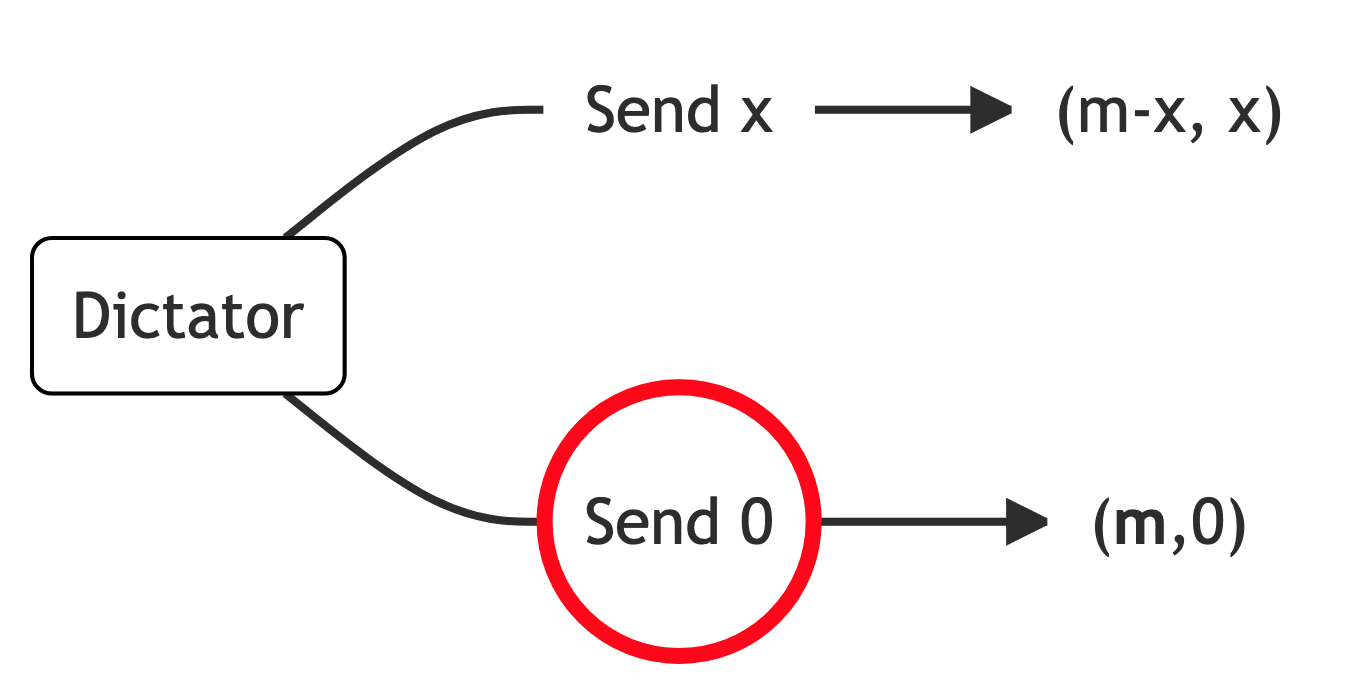 Send x
(m-x, x)
Dictator
Send 0
(m,0)